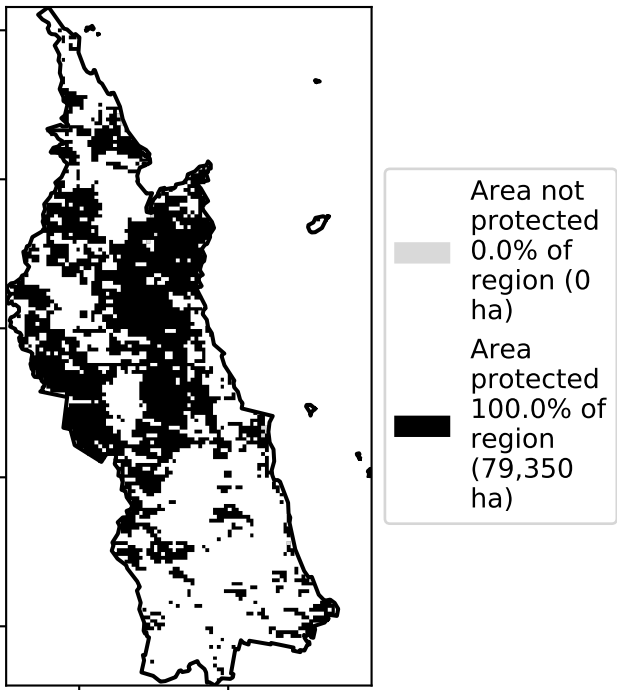 Area not
protected
0.0% of
region (0
ha)
Area
protected
100.0% of
region
(79,350
ha)